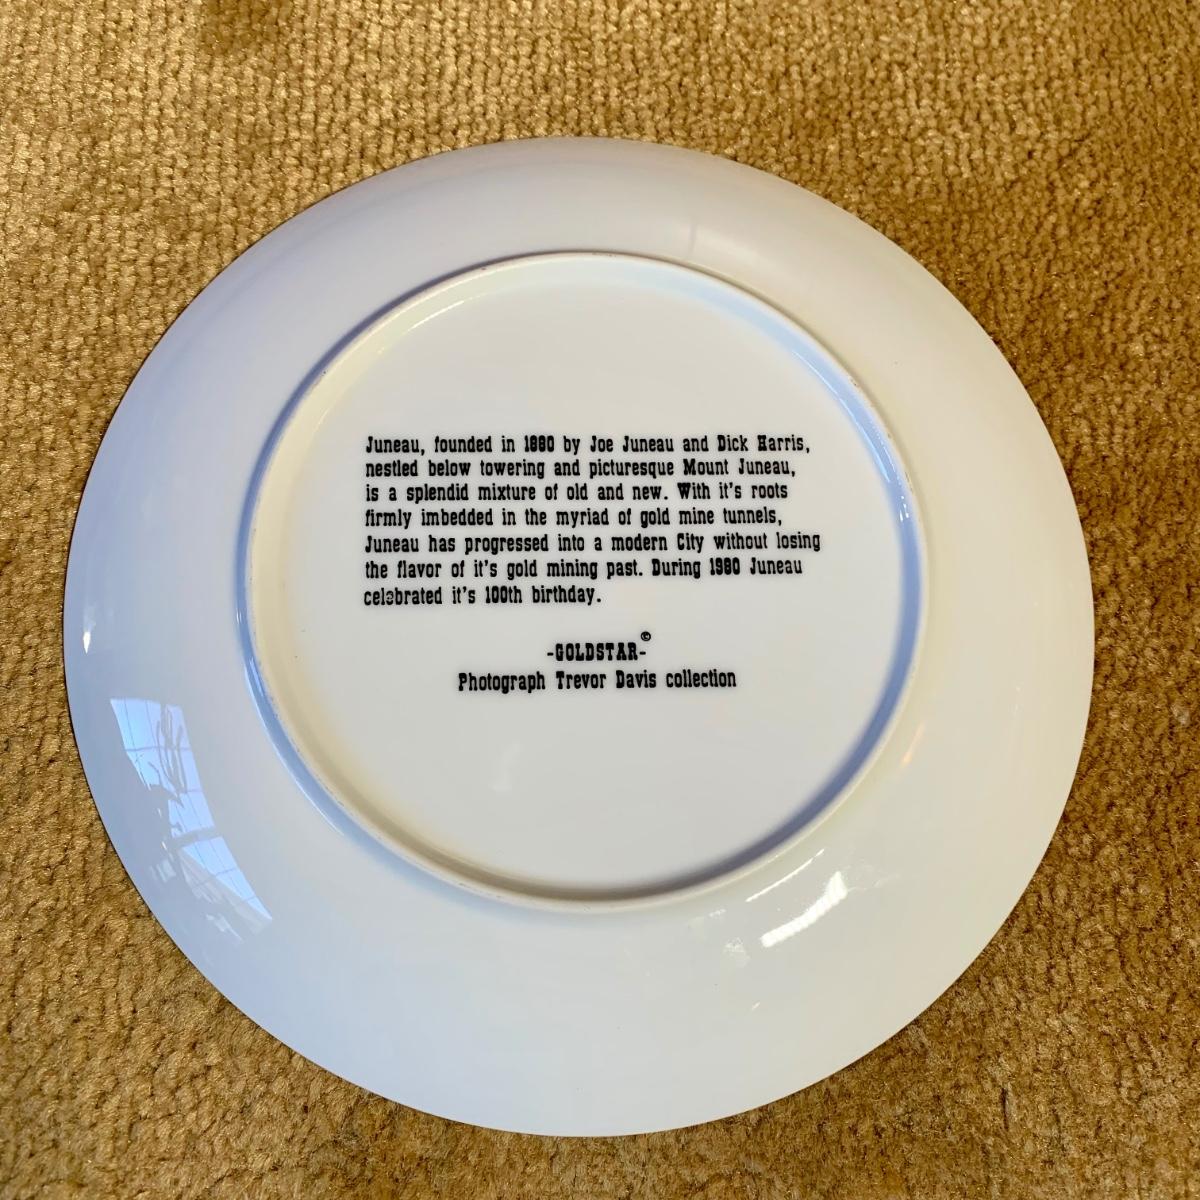 Juneau, founded in 1880 by Joe Juneau and Dick Harris,
nestled below towering and picturesque Mount Juneau,
is a splendid mixture of old and new. With it's roots
firmly imbedded in the myriad of gold mine tunnels,
Juneau has progressed into a modern City without losing
the flavor of it's gold mining past. During 1980 Juneau
celebrated it's 100th birthday.
-GOLDSTAR-©
Photograph Trevor Davis collection